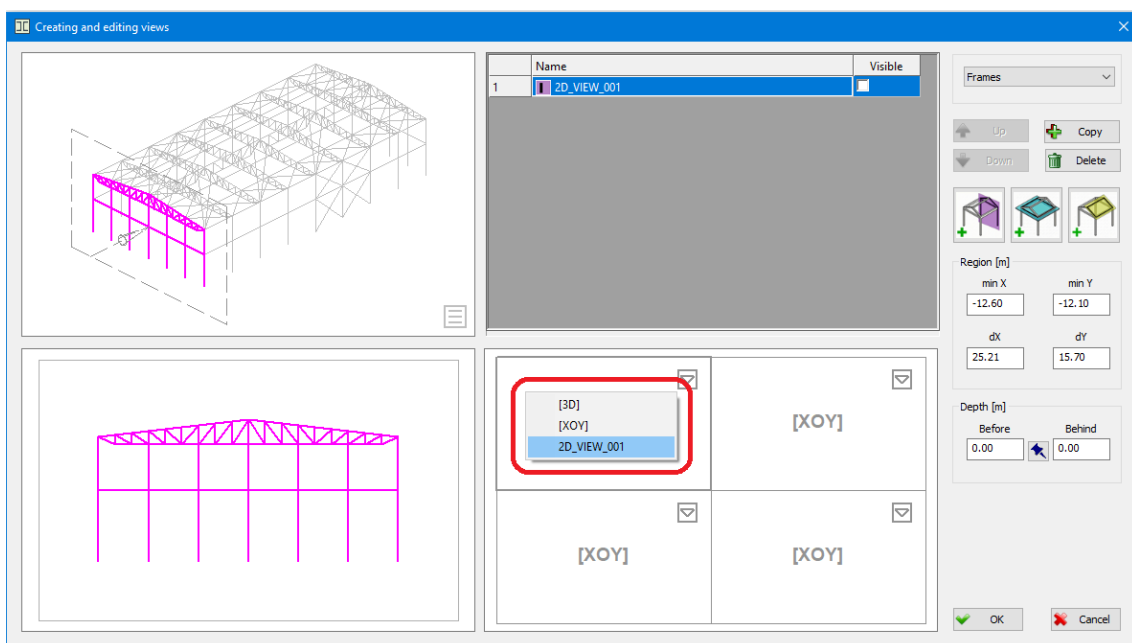 Creating and editing views
Name Visible
1 2D_VIEW_001
Frames
Up Copy
Down Delete
Region [m]
min X min Y
-12.60 -12.10
dX dY
25.21 15.70
Depth [m]
Before Behind
0.00 0.00
[3D]
[XOY]
2D_VIEW_001
[XOY]
[XOY] [XOY]
OK Cancel